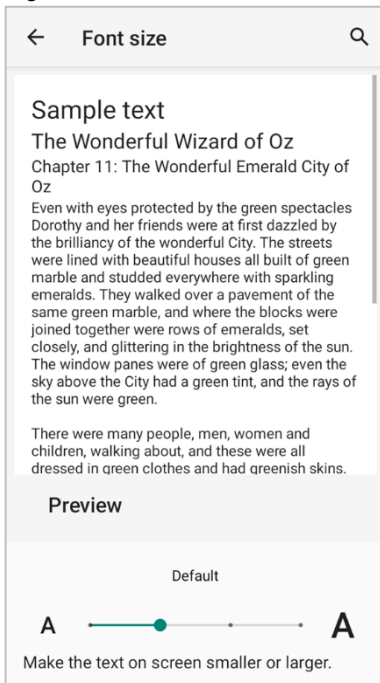 Font size
Sample text
The Wonderful Wizard of Oz
Chapter 11: The Wonderful Emerald City of
Oz
Even with eyes protected by the green spectacles
Dorothy and her friends were at first dazzled by
the brilliancy of the wonderful City. The streets
were lined with beautiful houses all built of green
marble and studded everywhere with sparkling
emeralds. They walked over a pavement of the
same green marble, and where the blocks were
joined together were rows of emeralds, set
closely, and glittering in the brightness of the sun.
The window panes were of green glass; even the
sky above the City had a green tint, and the rays of
the sun were green.
There were many people, men, women and
children, walking about, and these were all
dressed in green clothes and had greenish skins.
Preview
Default
A A
Make the text on screen smaller or larger.